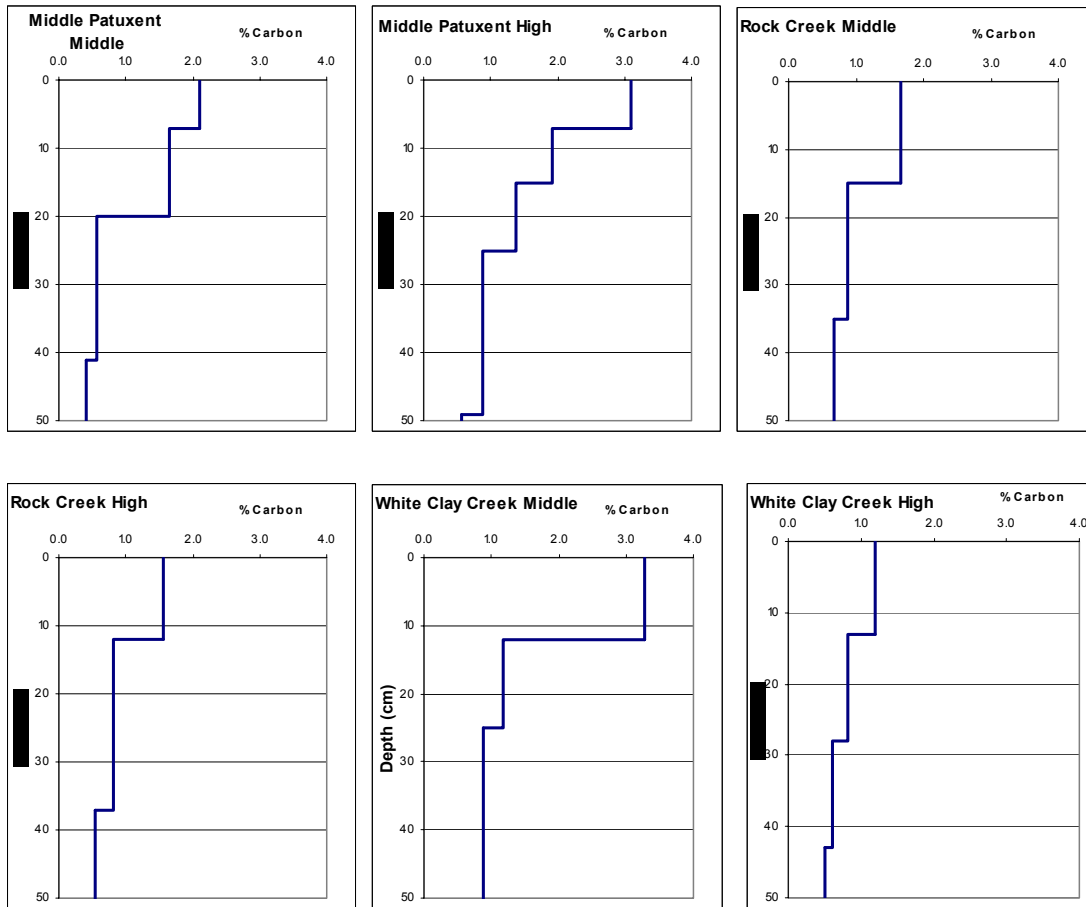 Middle Patuxent
Middle
% Carbon
0.0 1.0 2.0 3.0 4.0
0
10
20
30
40
50
Middle Patuxent High
% Carbon
0.0 1.0 2.0 3.0 4.0
0
10
20
30
40
50
Rock Creek Middle
% Carbon
0.0 1.0 2.0 3.0 4.0
0
10
20
30
40
50
Rock Creek High
% Carbon
0.0 1.0 2.0 3.0 4.0
0
10
20
30
40
50
White Clay Creek Middle
% Carbon
0.0 1.0 2.0 3.0 4.0
Depth (cm)
0
10
20
30
40
50
White Clay Creek High
% Carbon
0.0 1.0 2.0 3.0 4.0
0
10
20
30
40
50